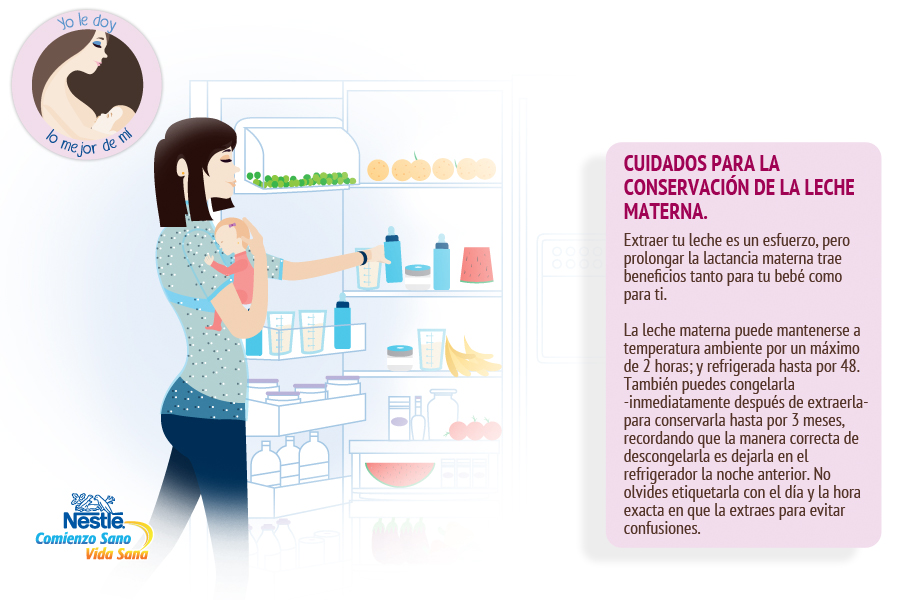 Yo le doy
lo mejor de mí
CUIDADOS PARA LA
CONSERVACIÓN DE LA LECHE
MATERNA.
Extraer tu leche es un esfuerzo, pero
prolongar la lactancia materna trae
beneficios tanto para tu bebé como
para ti.
La leche materna puede mantenerse a
temperatura ambiente por un máximo
de 2 horas; y refrigerada hasta por 48.
También puedes congelarla
-inmediatamente después de extraerla-
para conservarla hasta por 3 meses,
recordando que la manera correcta de
descongelarla es dejarla en el
refrigerador la noche anterior. No
olvides etiquetarla con el día y la hora
exacta en que la extraes para evitar
confusiones.
Nestlé
Comienzo Sano
Vida Sana